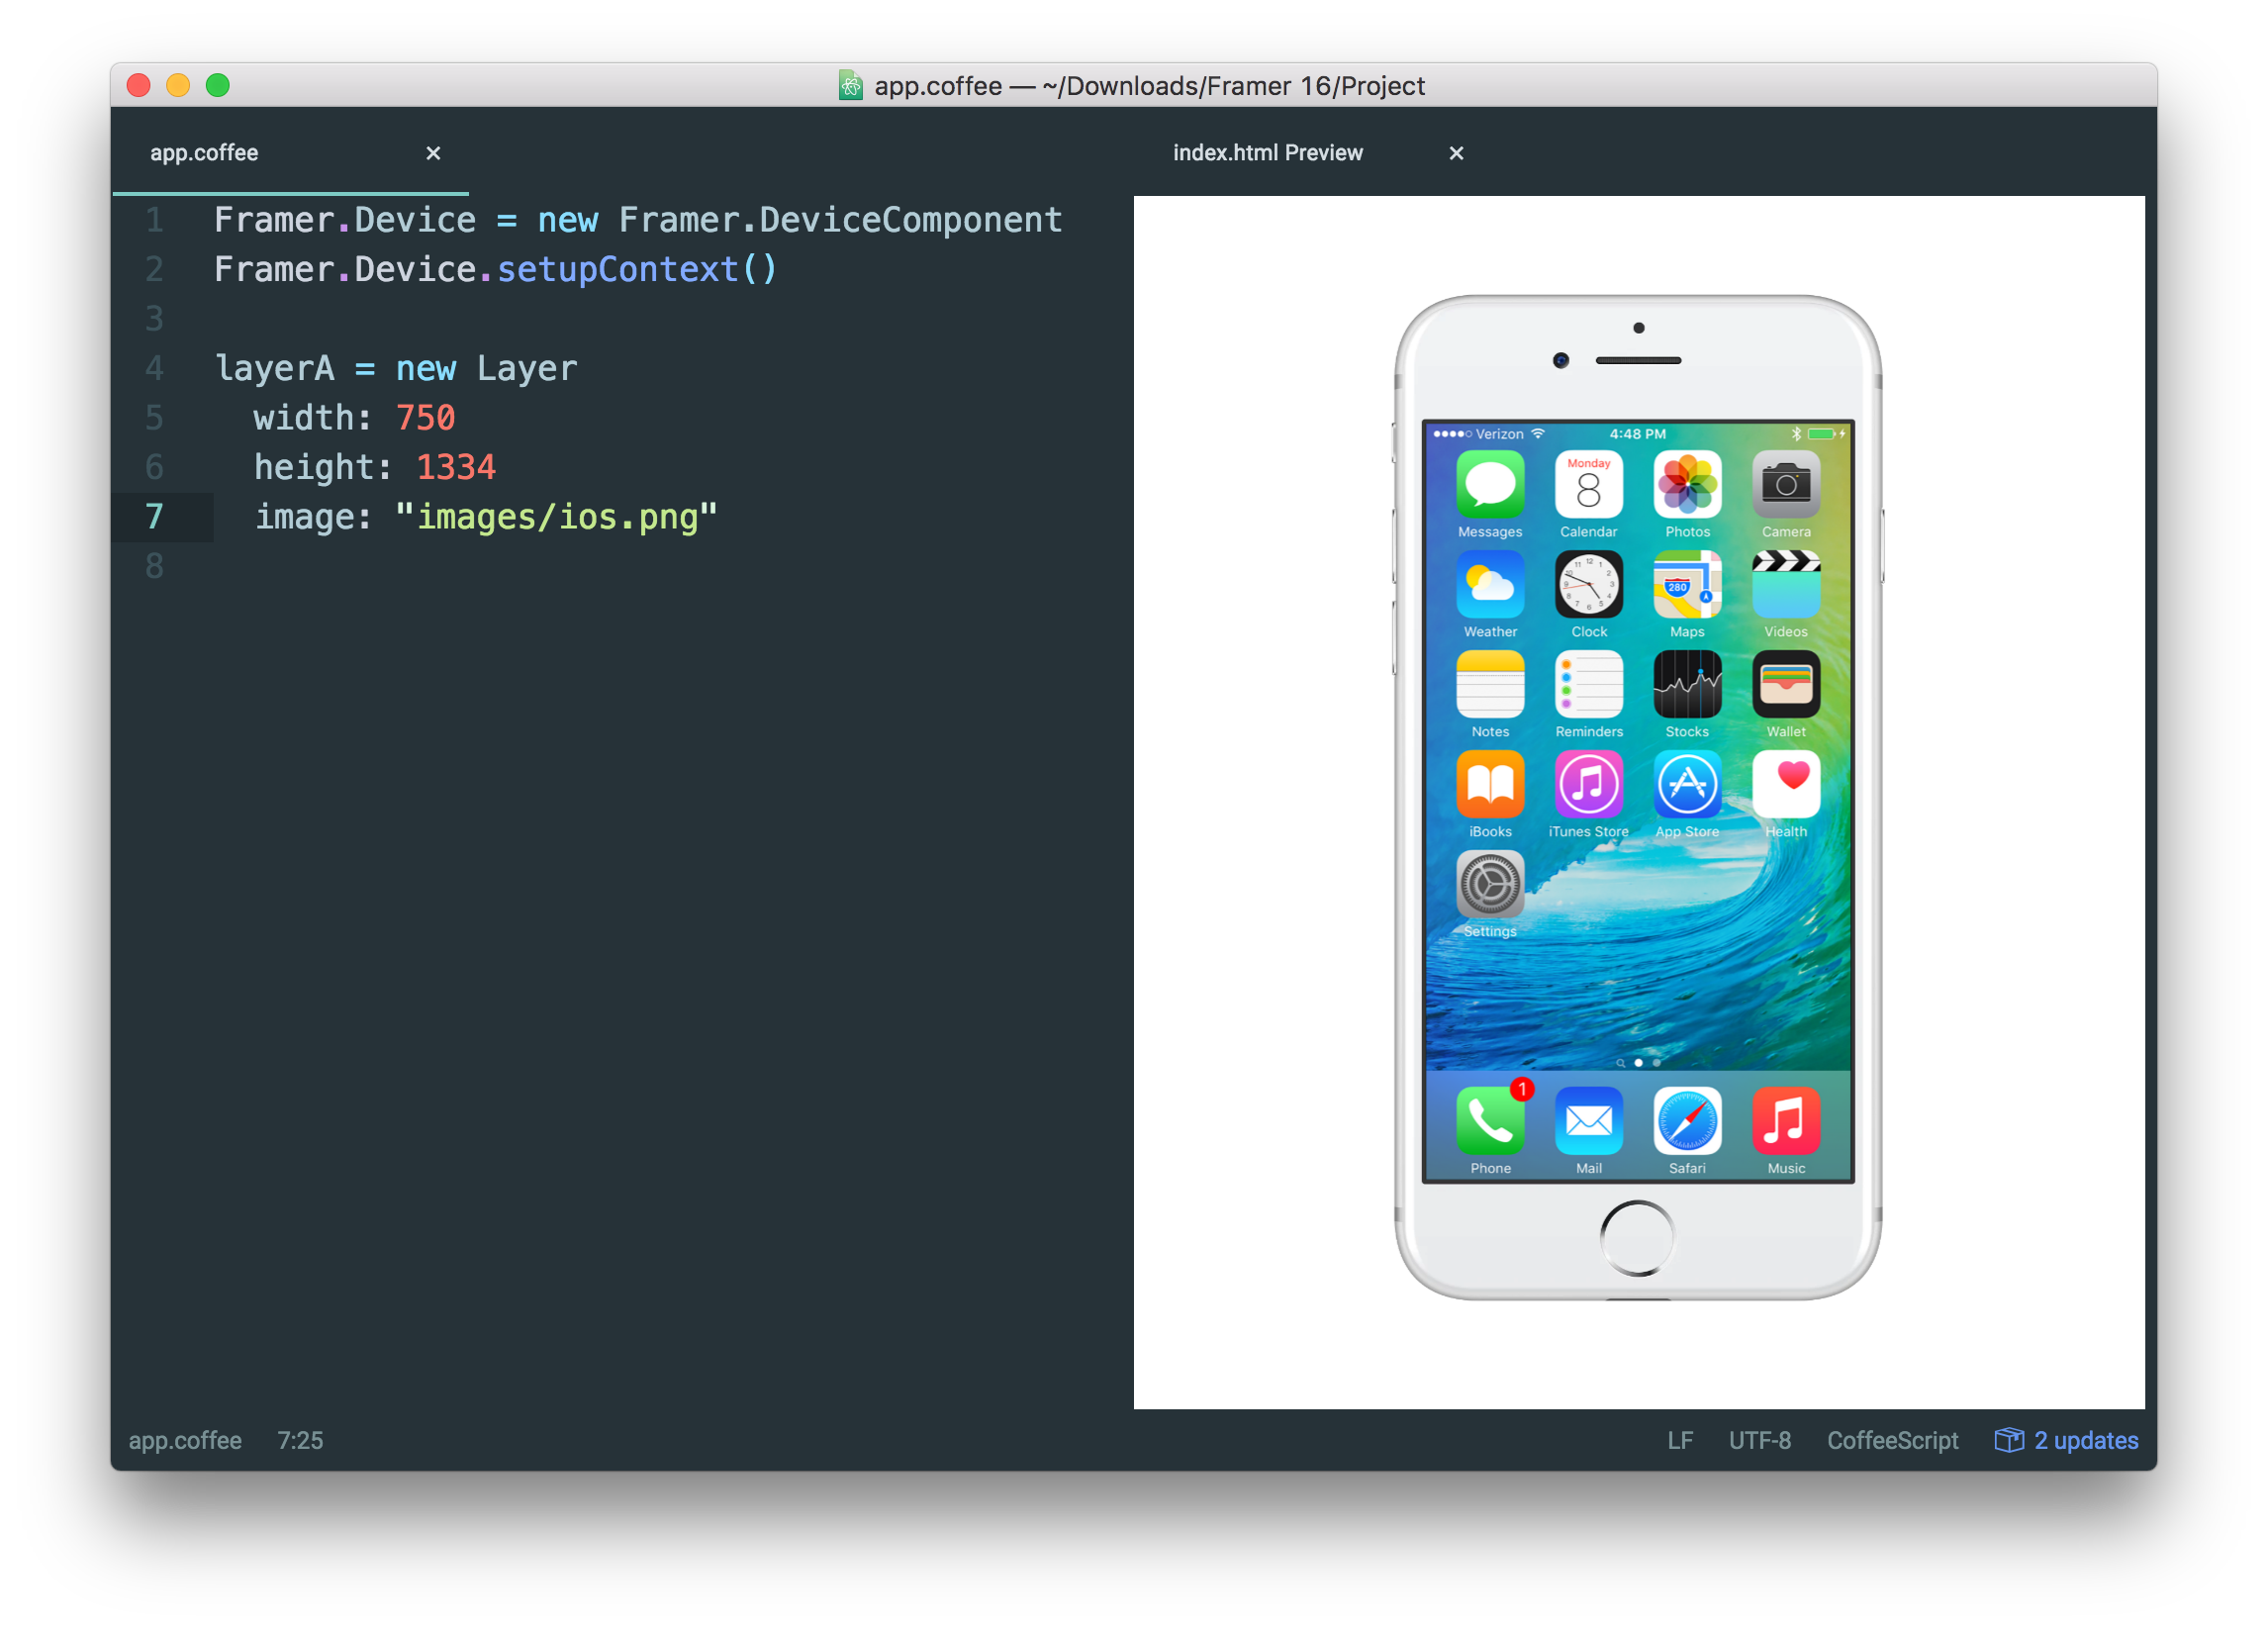 app.coffee — ~/Downloads/Framer 16/Project
app.coffee ×
1 Framer.Device = new Framer.DeviceComponent
2 Framer.Device.setupContext()
3
4 layerA = new Layer
5 width: 750
6 height: 1334
7 image: "images/ios.png"
8
index.html Preview ×
Verizon 4:48 PM
Monday
8
Messages Calendar Photos Camera
280
Weather Clock Maps Videos
Notes Reminders Stocks Wallet
iBooks iTunes Store App Store Health
Settings
1
Phone Mail Safari Music
app.coffee 7:25 LF UTF-8 CoffeeScript 2 updates